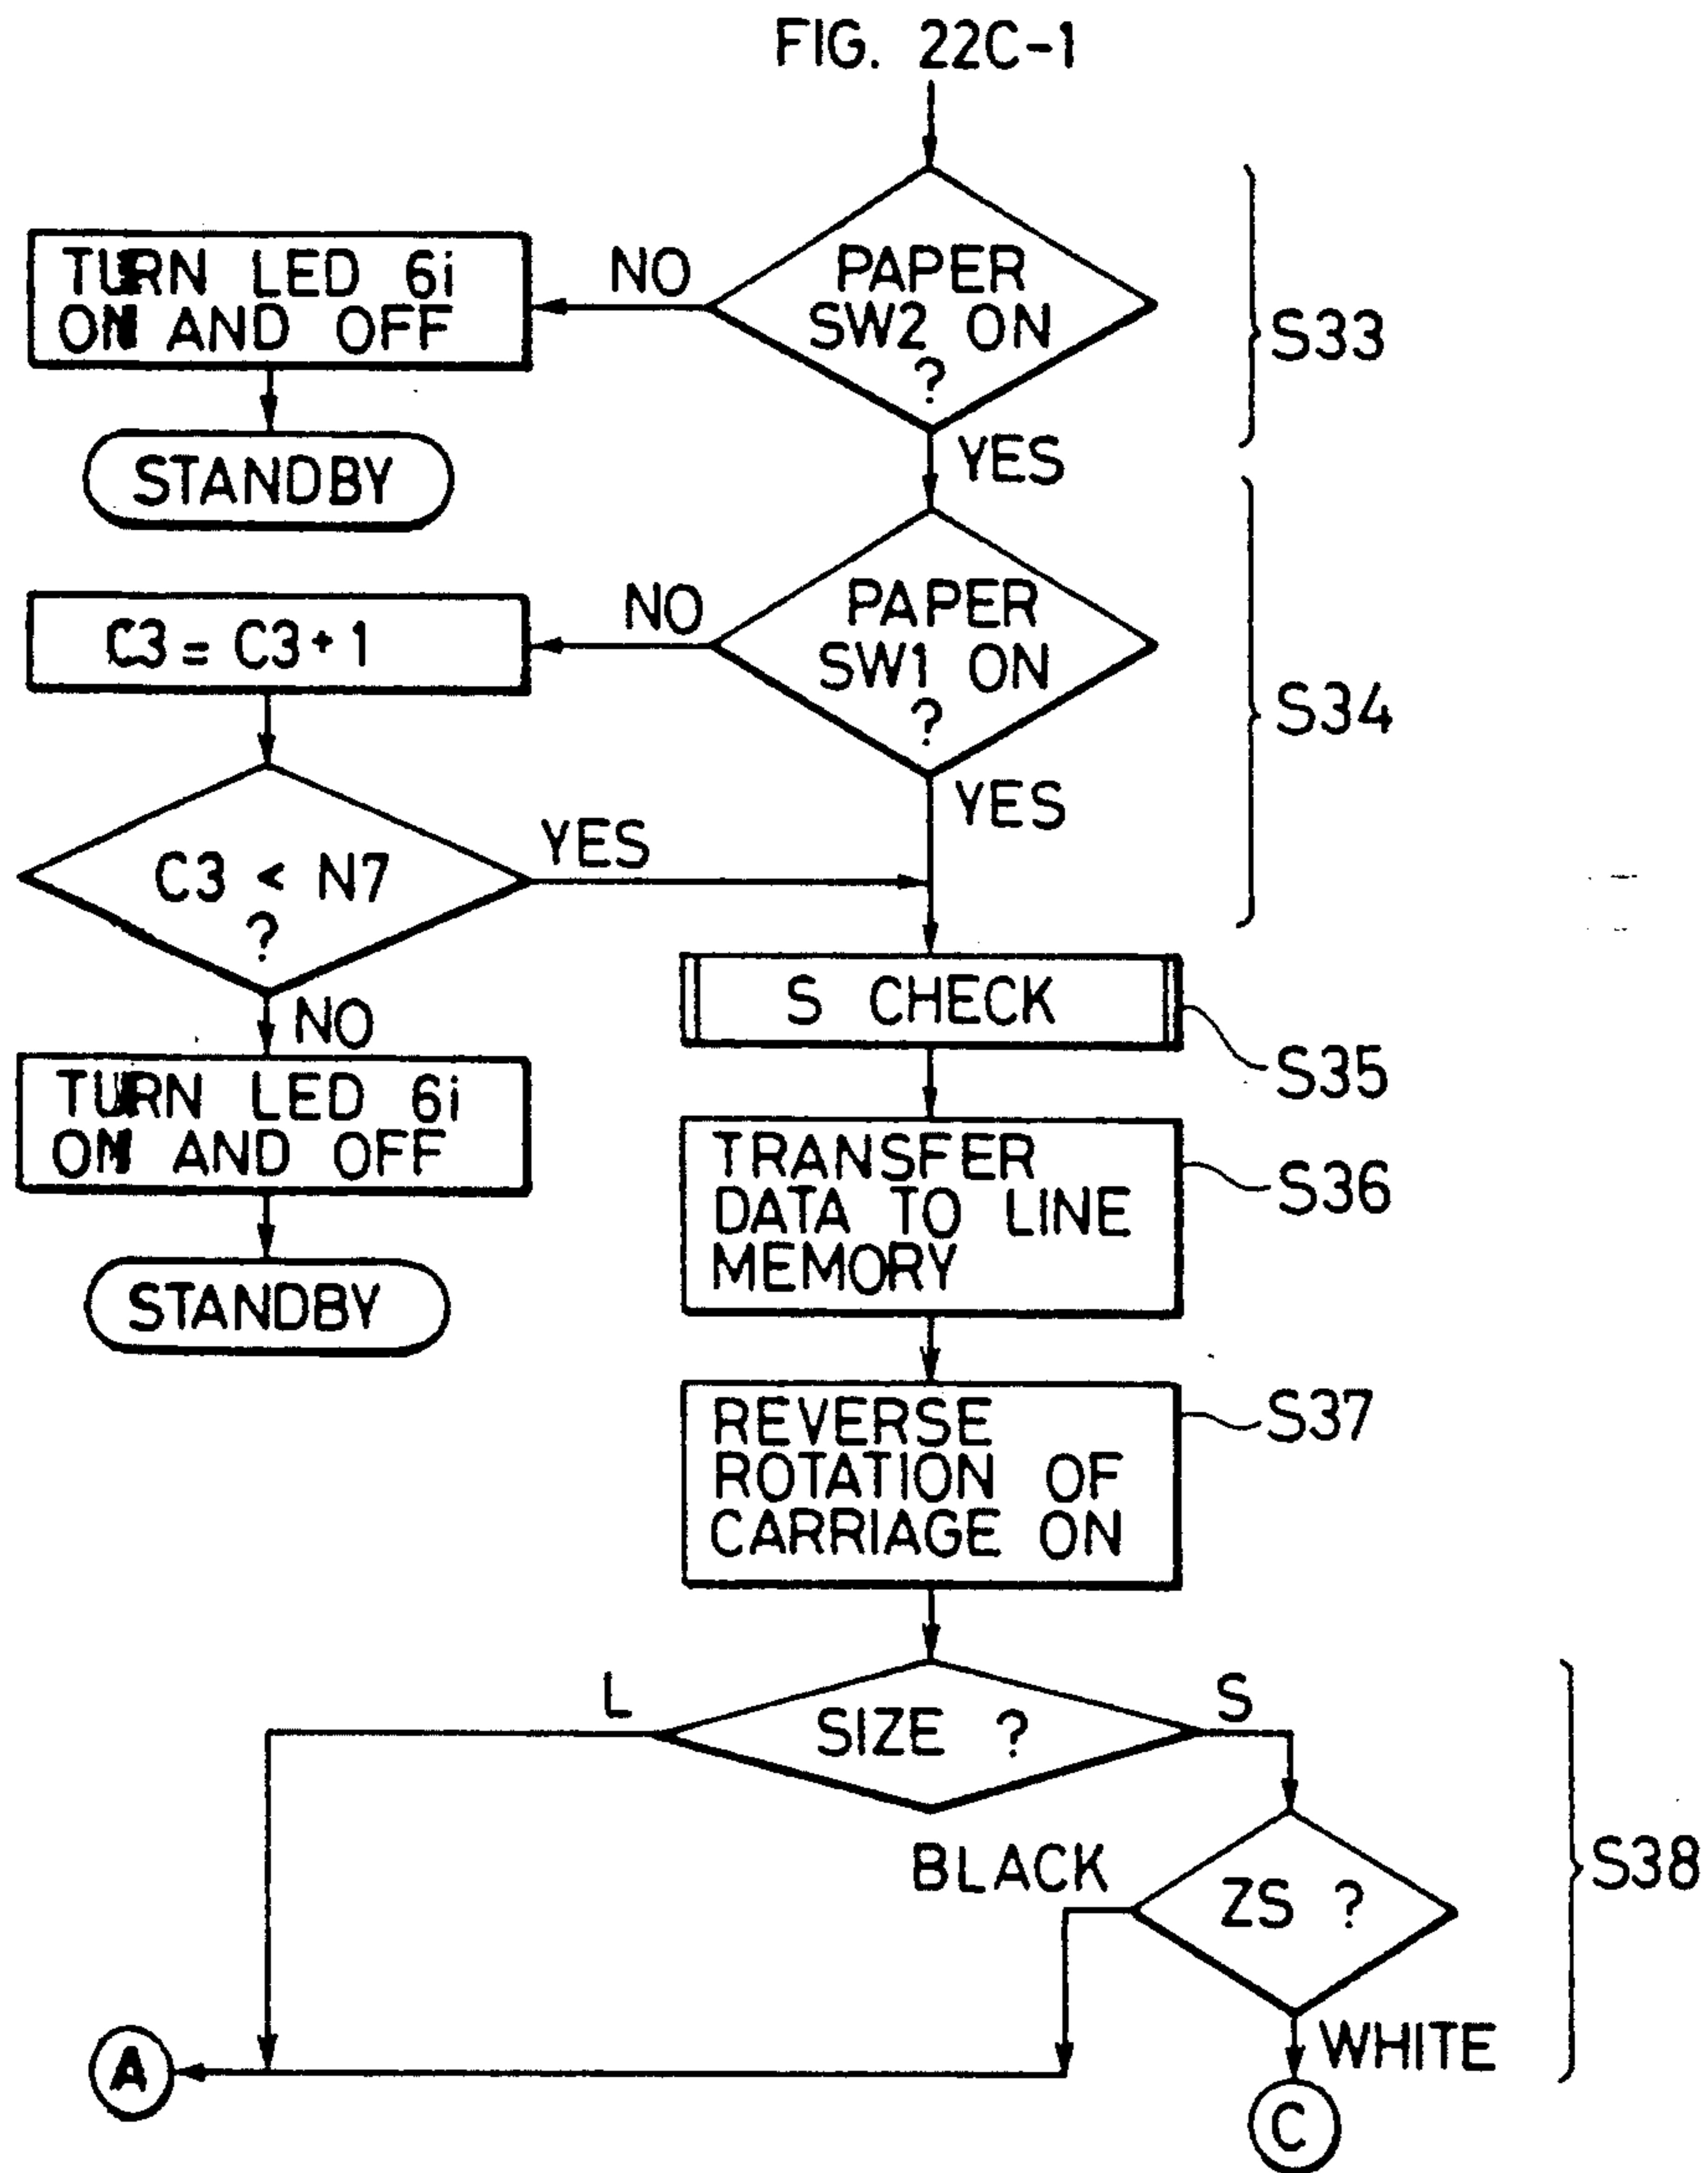 FIG. 22C-1
PAPER
SW2 ON
?
NO
TURN LED 6i
ON AND OFF
STANDBY
YES
S33
PAPER
SW1 ON
?
NO
C3 = C3+1
YES
S34
C3 < N7
?
YES
NO
TURN LED 6i
ON AND OFF
STANDBY
S CHECK
S35
TRANSFER
DATA TO LINE
MEMORY
S36
REVERSE
ROTATION OF
CARRIAGE ON
S37
SIZE ?
L
S
ZS ?
BLACK
WHITE
S38
A
C